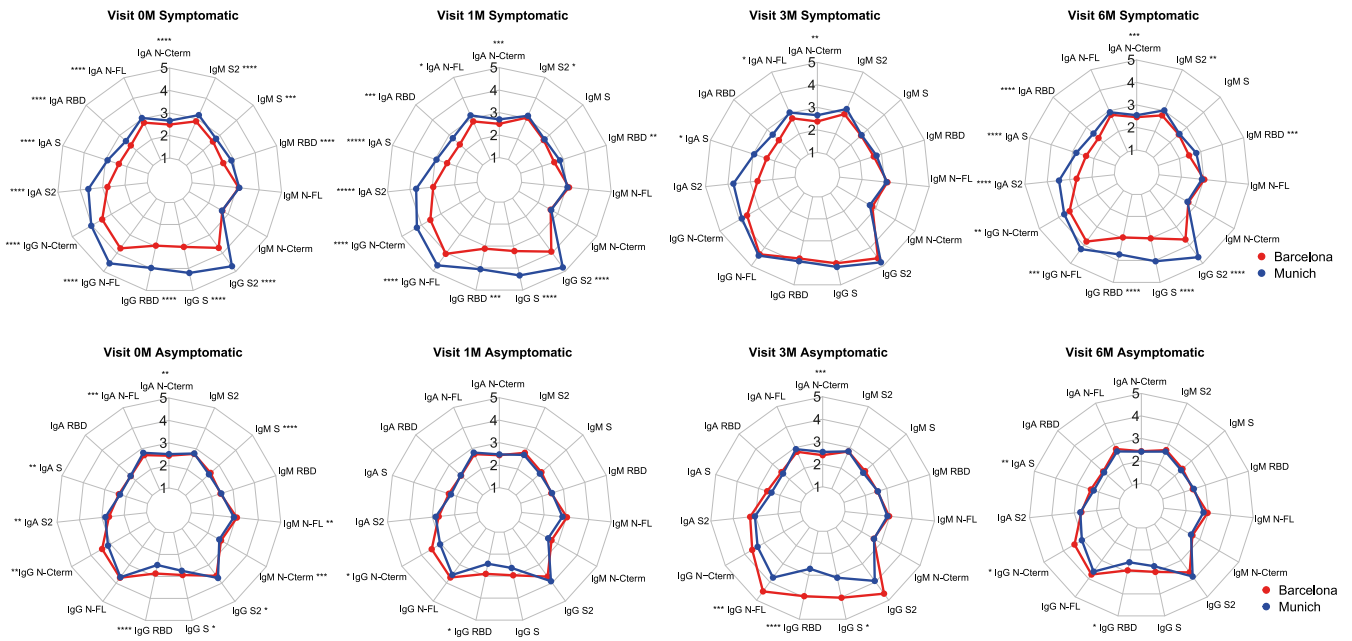 Visit 0M Symptomatic
****
IgA N-Cterm
IgM S2 ****
IgM S ***
IgM RBD ****
IgM N-FL
IgM N-Cterm
IgG S2 ****
IgG S ****
IgG RBD ****
**** IgG N-FL
**** IgG N-Cterm
**** IgA S2
**** IgA S
**** IgA RBD
**** IgA N-FL
5
4
3
2
1
Visit 1M Symptomatic
***
IgA N-Cterm
IgM S2 *
IgM S
IgM RBD **
IgM N-FL
IgM N-Cterm
IgG S2 ****
IgG S ****
IgG RBD ***
**** IgG N-FL
**** IgG N-Cterm
***** IgA S2
***** IgA S
*** IgA RBD
* IgA N-FL
5
4
3
2
1
Visit 3M Symptomatic
**
IgA N-Cterm
IgM S2
IgM S
IgM RBD
IgM N-FL
IgM N-Cterm
IgG S2
IgG S
IgG RBD
IgG N-FL
IgG N-Cterm
**** IgA S2
* IgA S
IgA RBD
* IgA N-FL
5
4
3
2
1
Visit 6M Symptomatic
***
IgA N-Cterm
IgM S2 **
IgM S
IgM RBD ***
IgM N-FL
IgM N-Cterm
IgG S2 ****
IgG S ****
IgG RBD ****
*** IgG N-FL
** IgG N-Cterm
**** IgA S2
**** IgA S
**** IgA RBD
IgA N-FL
5
4
3
2
1
Barcelona
Munich
Visit 0M Asymptomatic
**
IgA N-Cterm
IgM S2
IgM S ****
IgM RBD
IgM N-FL **
IgM N-Cterm ***
IgG S2 *
IgG S *
**** IgG RBD
IgG N-FL
**IgG N-Cterm
** IgA S2
** IgA S
IgA RBD
*** IgA N-FL
5
4
3
2
1
Visit 1M Asymptomatic
IgA N-Cterm
IgM S2
IgM S
IgM RBD
IgM N-FL
IgM N-Cterm
IgG S2
IgG S
* IgG RBD
IgG N-FL
* IgG N-Cterm
IgA S2
IgA S
IgA RBD
IgA N-FL
5
4
3
2
1
Visit 3M Asymptomatic
***
IgA N-Cterm
IgM S2
IgM S
IgM RBD
IgM N-FL
IgM N-Cterm
IgG S2
IgG S *
**** IgG RBD
*** IgG N-FL
IgG N-Cterm
IgA S2
IgA S
IgA RBD
IgA N-FL
5
4
3
2
1
Visit 6M Asymptomatic
IgA N-Cterm
IgM S2
IgM S
IgM RBD
IgM N-FL
IgM N-Cterm
IgG S2
IgG S
* IgG RBD
IgG N-FL
* IgG N-Cterm
IgA S2
** IgA S
IgA RBD
IgA N-FL
5
4
3
2
1
Barcelona
Munich